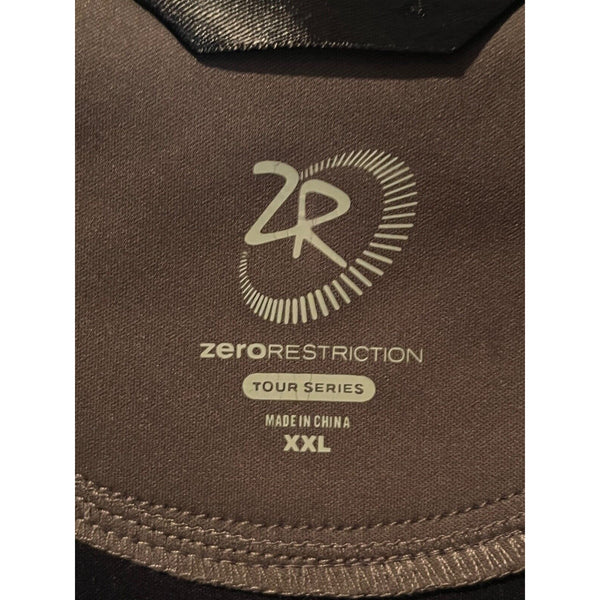 ZR
zeroRESTRICTION
TOUR SERIES
MADE IN CHINA
XXL